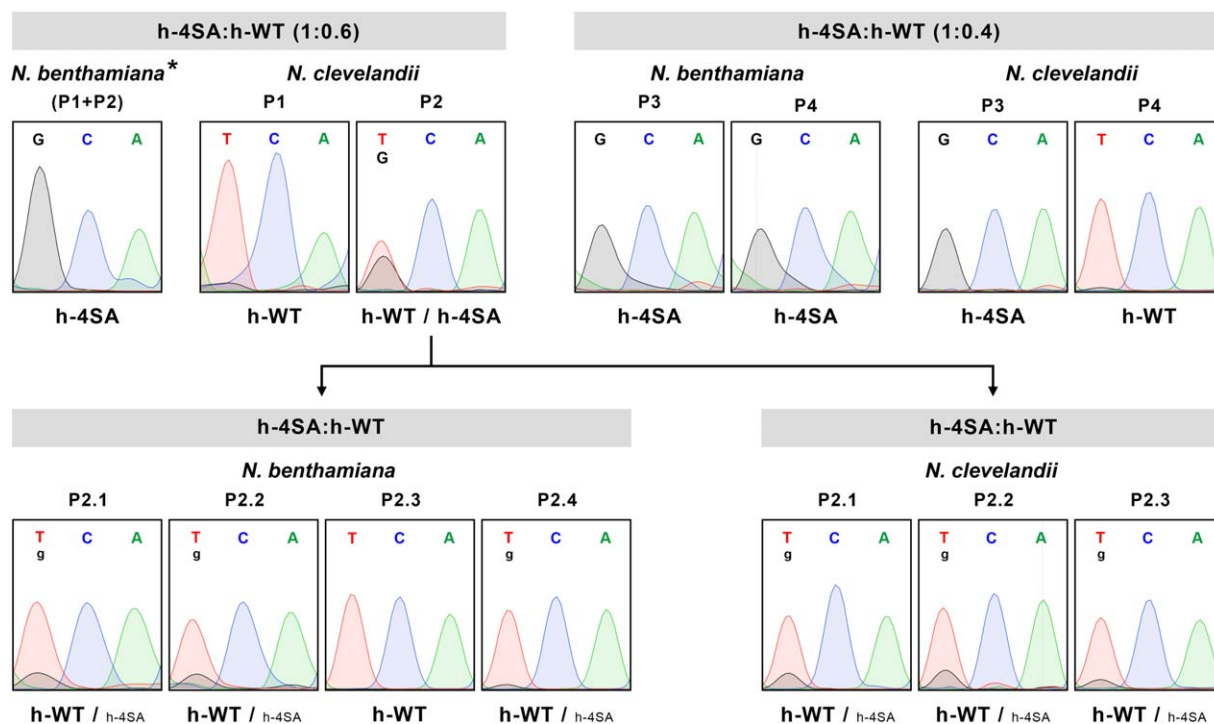 h-4SA:h-WT (1:0.6)
h-4SA:h-WT (1:0.4)
N. benthamiana*
N. clevelandii
N. benthamiana
N. clevelandii
(P1+P2)
P1
P2
P3
P4
P3
P4
G C A
T C A
T C A
G
G C A
G C A
G C A
T C A
h-4SA
h-WT
h-WT / h-4SA
h-4SA
h-4SA
h-4SA
h-WT
h-4SA:h-WT
h-4SA:h-WT
N. benthamiana
N. clevelandii
P2.1
P2.2
P2.3
P2.4
P2.1
P2.2
P2.3
T C A
g
T C A
g
T C A
T C A
g
T C A
g
T C A
g
T C A
g
h-WT / h-4SA
h-WT / h-4SA
h-WT
h-WT / h-4SA
h-WT / h-4SA
h-WT / h-4SA
h-WT / h-4SA